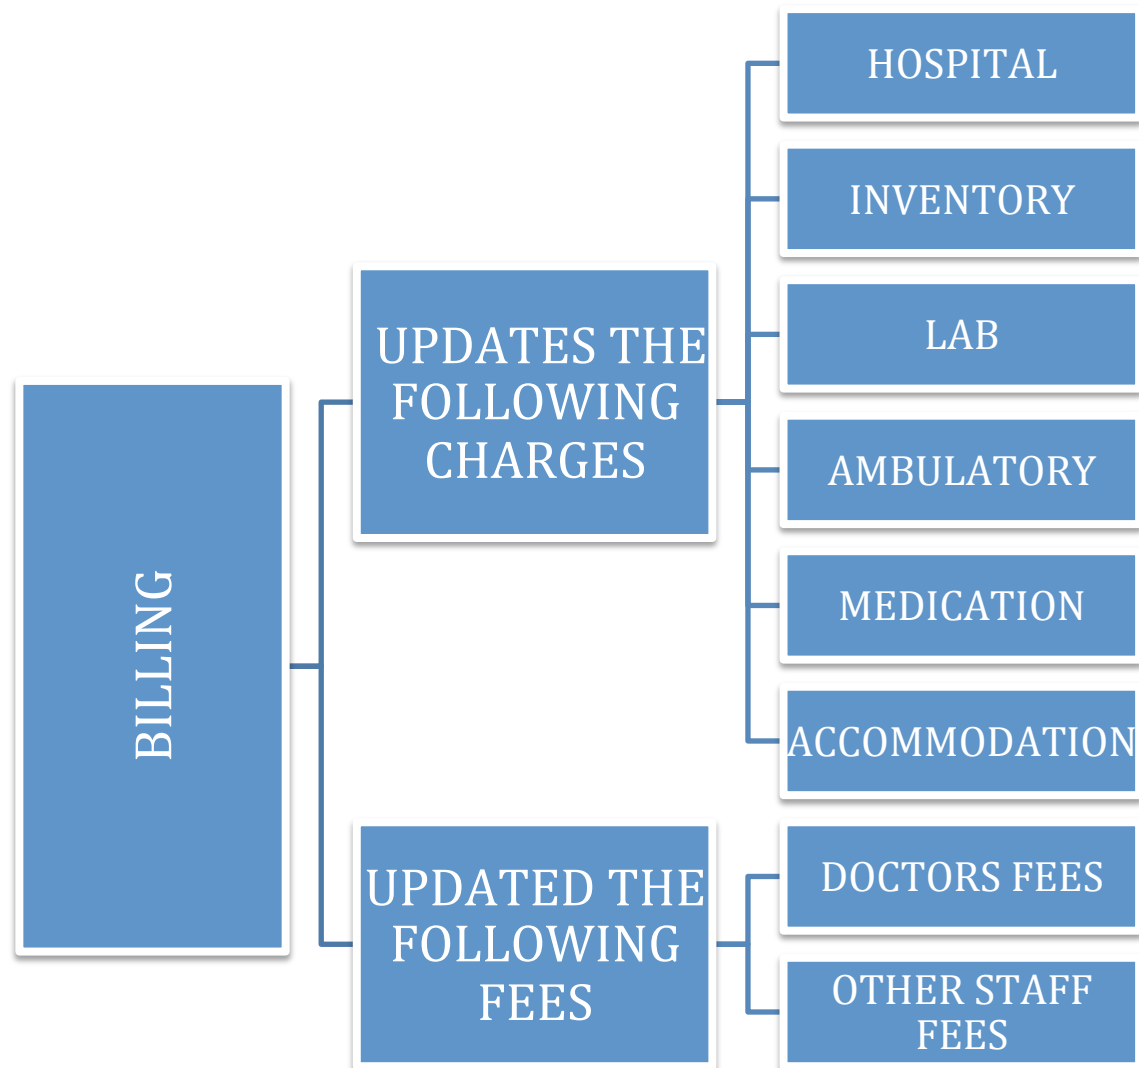 BILLING
UPDATES THE
FOLLOWING
CHARGES
HOSPITAL
INVENTORY
LAB
AMBULATORY
MEDICATION
ACCOMMODATION
UPDATED THE
FOLLOWING
FEES
DOCTORS FEES
OTHER STAFF
FEES